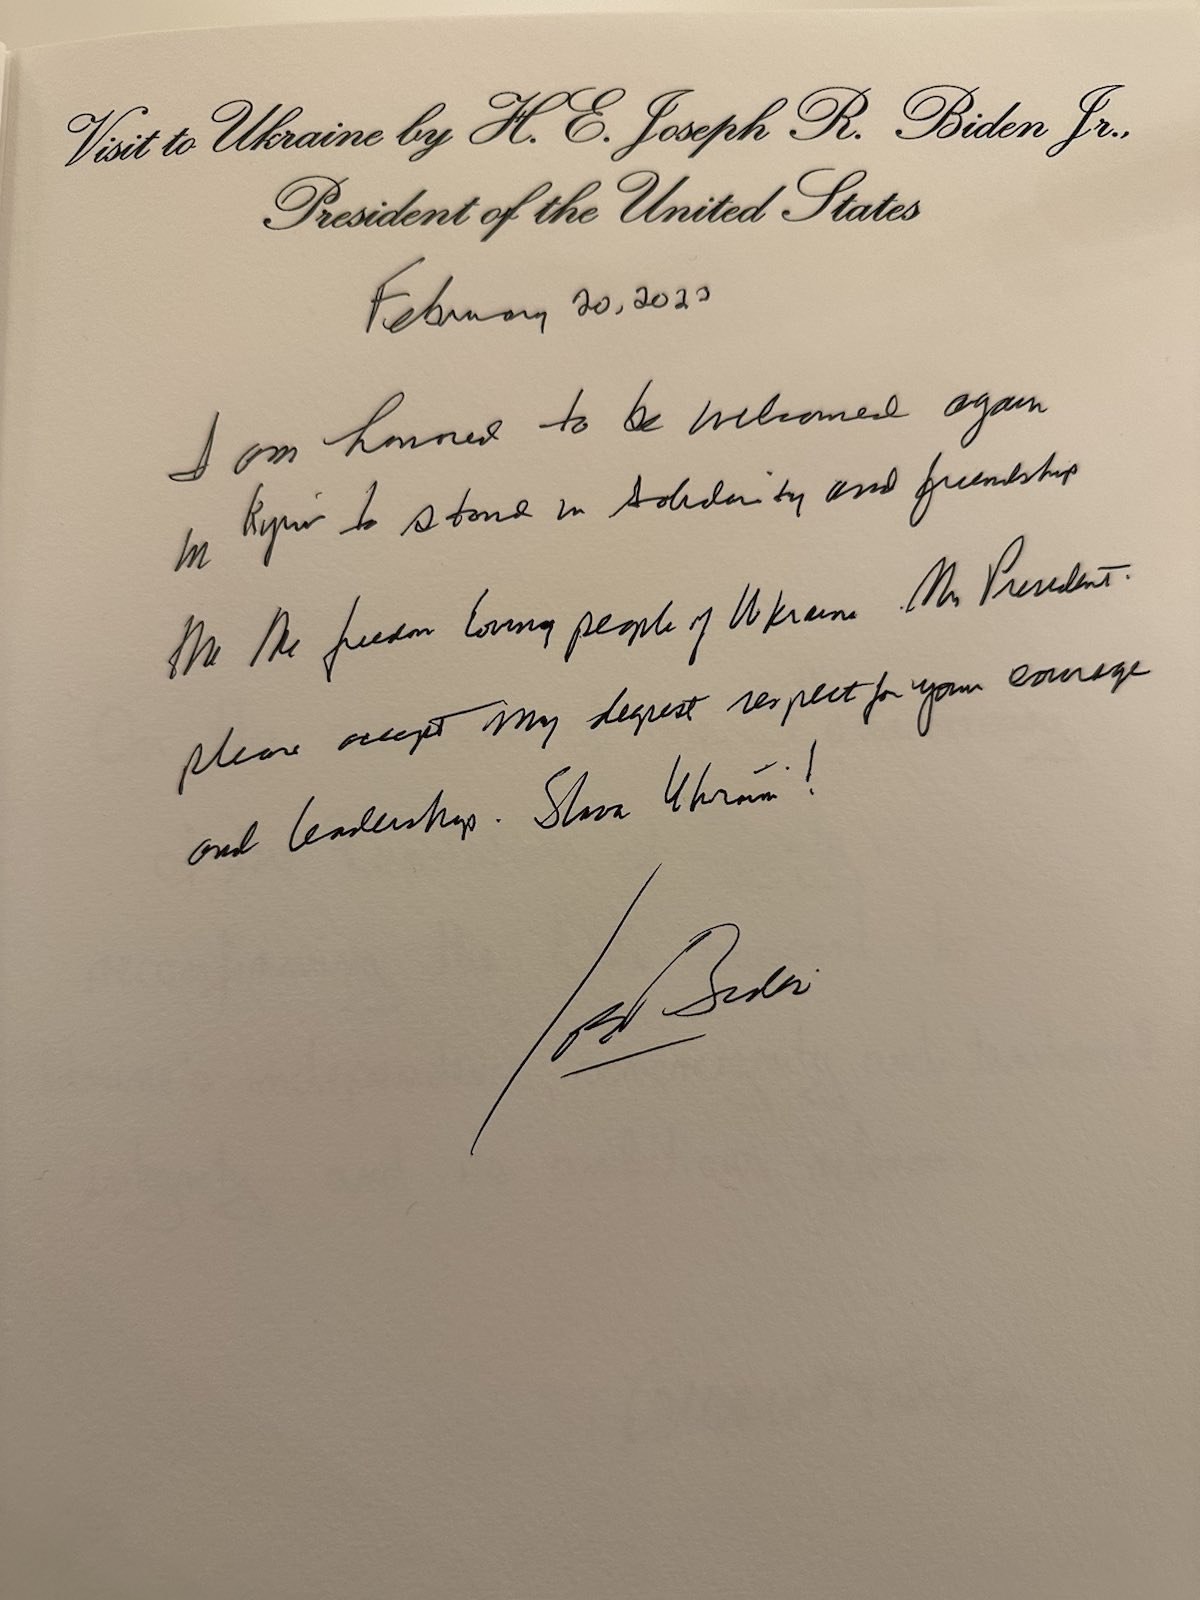 Visit to Ukraine by H. E. Joseph R. Biden Jr.,
President of the United States
February 20, 2023
I am honored to be welcomed again
in Kyiv to stand in solidarity and friendship
the freedom loving people of Ukraine. Mr President.
please accept my deepest respect for your courage
and leadership. Slava Ukraini!
Joe Biden